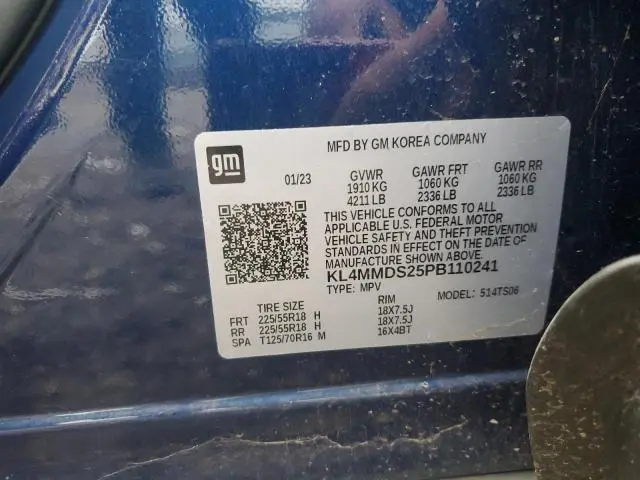 MFD BY GM KOREA COMPANY
gm
01/23 GVWR GAWR FRT GAWR RR
1910 KG 1060 KG 1060 KG
4211 LB 2336 LB 2336 LB
THIS VEHICLE CONFORMS TO ALL
APPLICABLE U.S. FEDERAL MOTOR
VEHICLE SAFETY AND THEFT PREVENTION
STANDARDS IN EFFECT ON THE DATE OF
MANUFACTURE SHOWN ABOVE.
KL4MMDS25PB110241
TYPE: MPV MODEL: 514TS06
TIRE SIZE RIM
FRT 225/55R18 H 18X7.5J
RR 225/55R18 H 18X7.5J
SPA T125/70R16 M 16X4BT